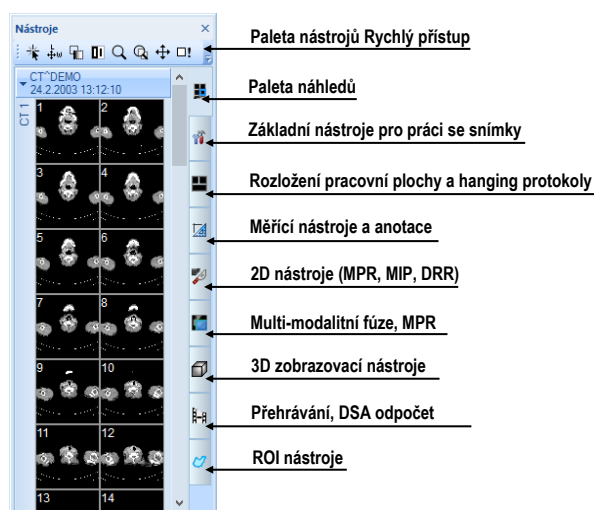 Nástroje
Paleta nástrojů Rychlý přístup
CT^DEMO
24.2.2003 13:12:10
Paleta náhledů
CT 1
1 2
Základní nástroje pro práci se snímky
3 4
Rozložení pracovní plochy a hanging protokoly
5 6
Měřící nástroje a anotace
2D nástroje (MPR, MIP, DRR)
7 8
Multi-modalitní fúze, MPR
9 10
3D zobrazovací nástroje
Přehrávání, DSA odpočet
11 12
ROI nástroje
13 14